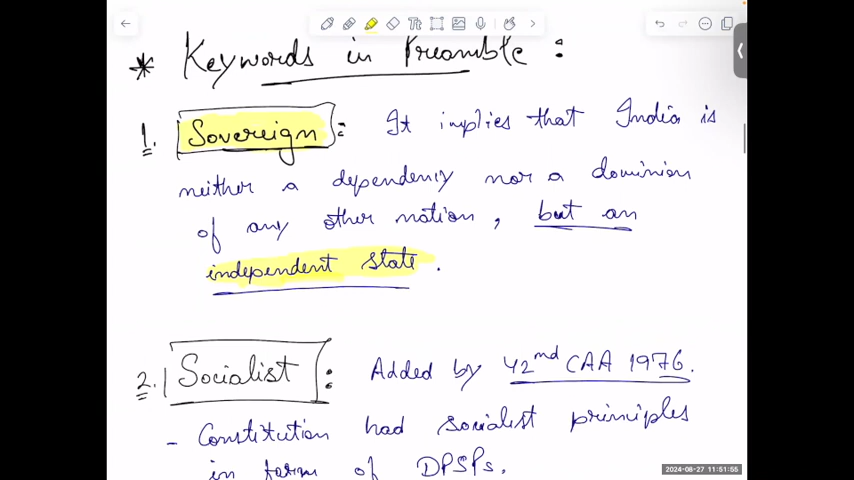 * Keywords in Preamble :
1. Sovereign : It implies that India is
neither a dependency nor a dominion
of any other nation, but an
independent state.
2. Socialist : Added by 42nd CAA 1976.
- Constitution had socialist principles
in form of DPSPs.
2024-08-27 11:51:55